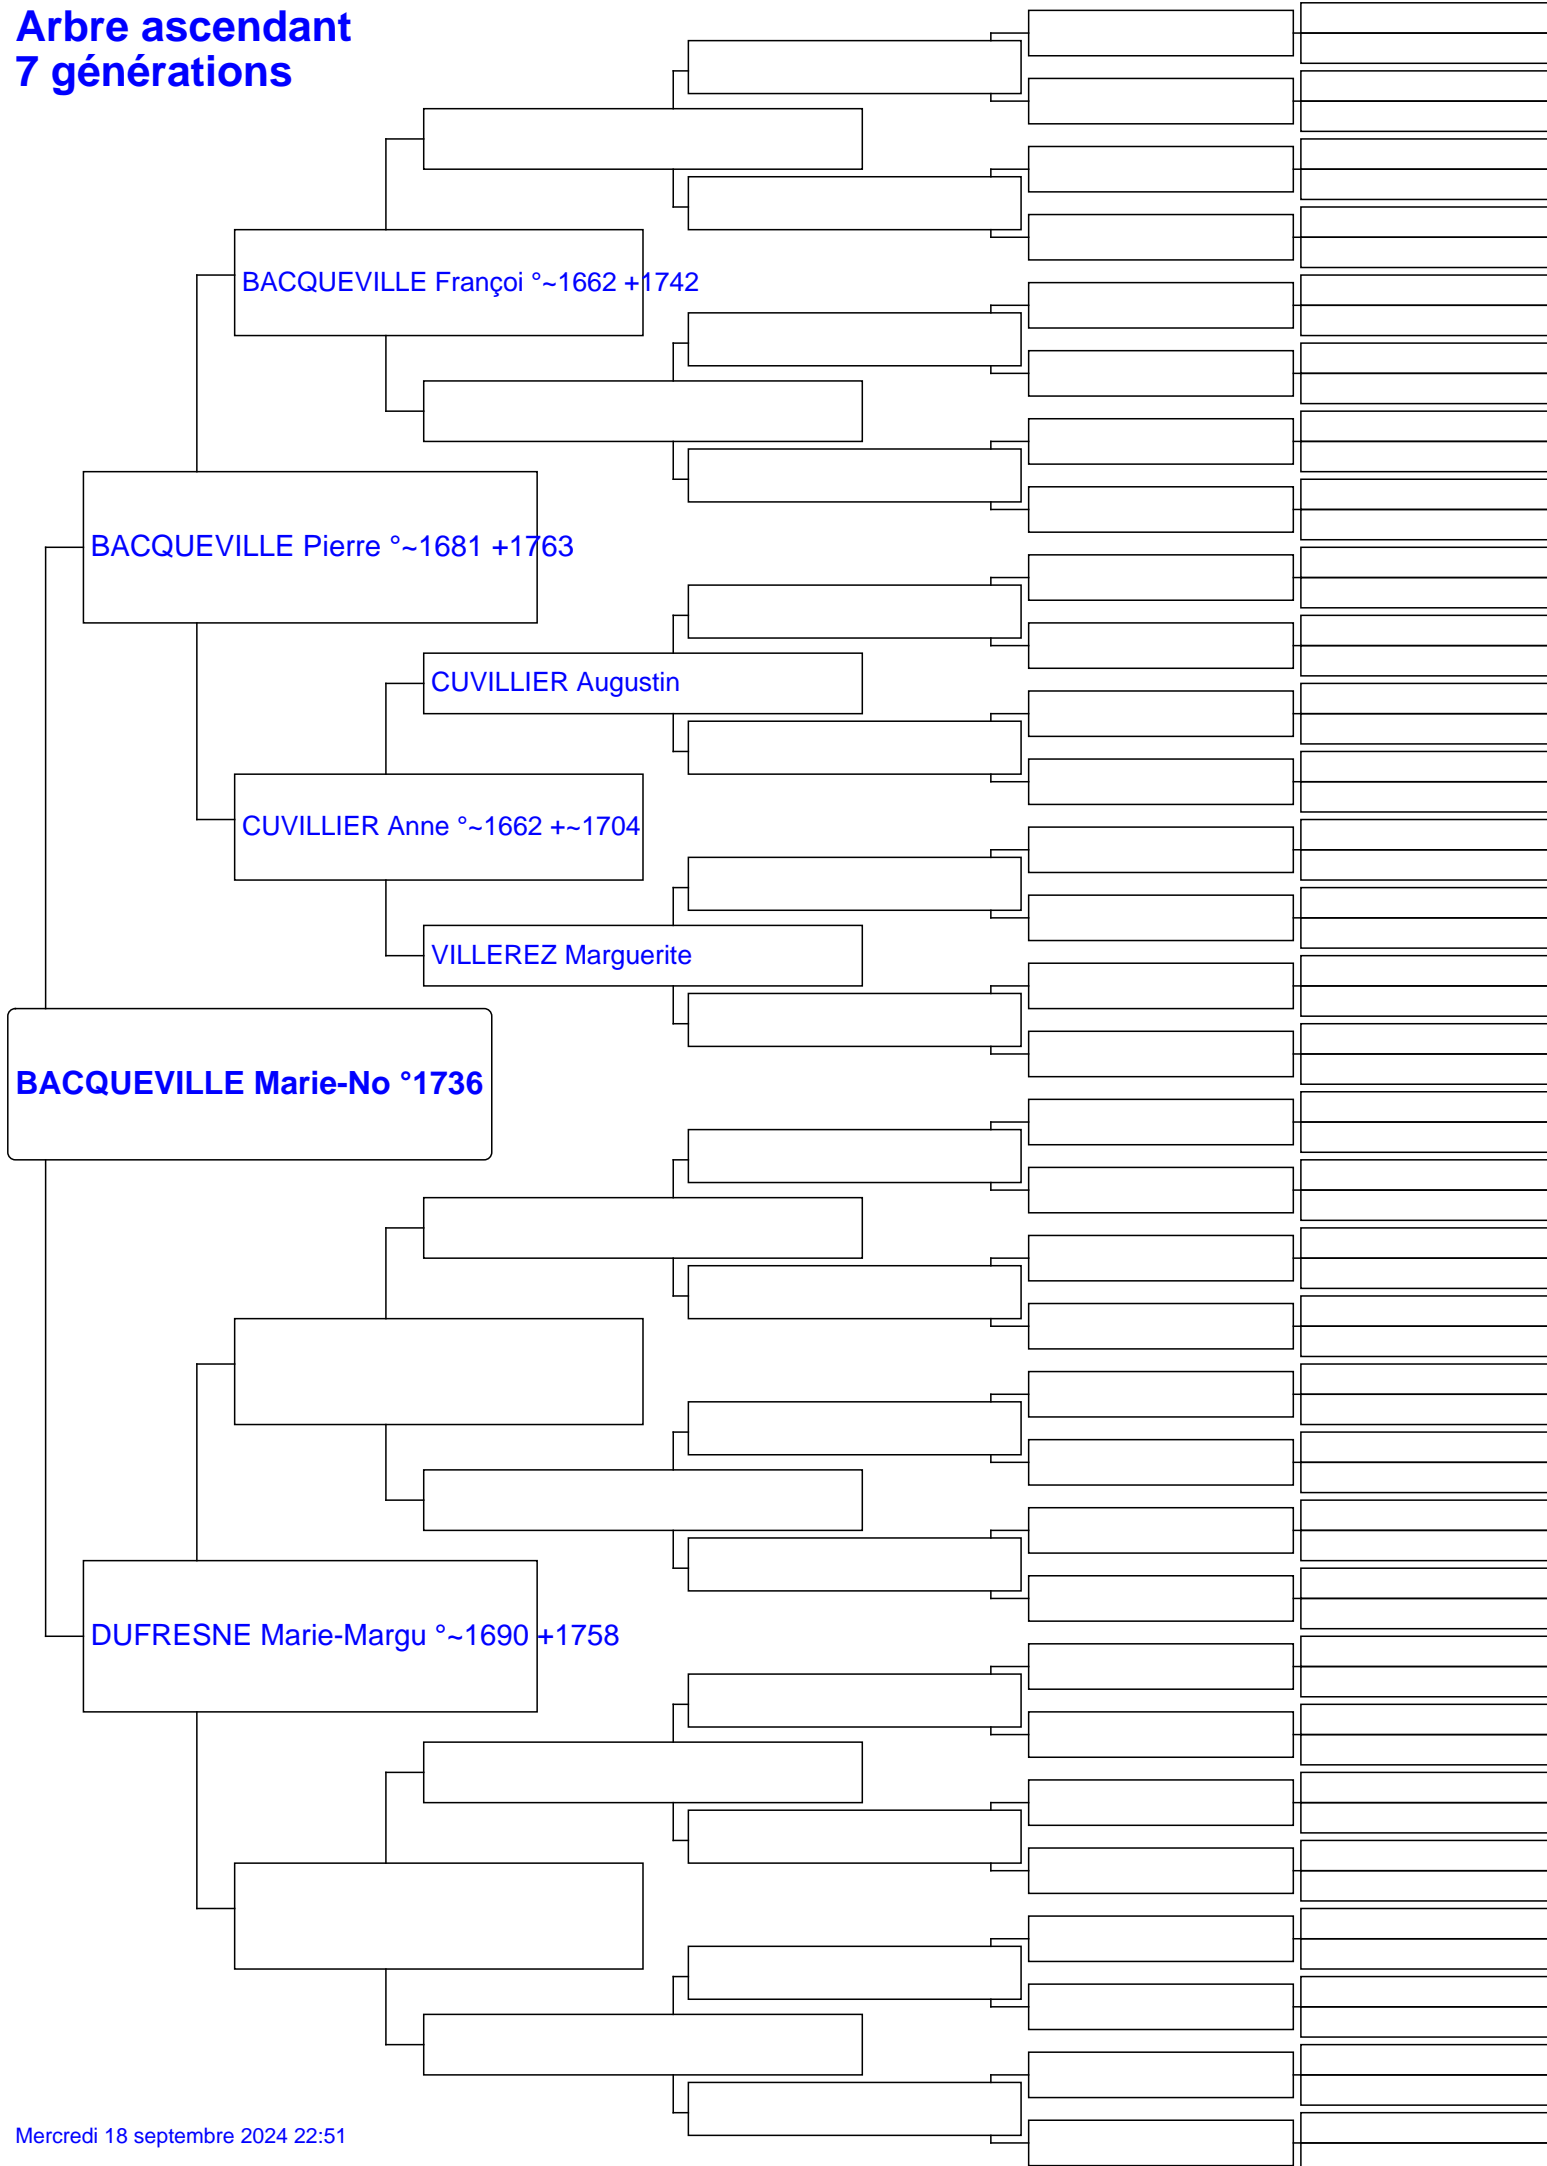 Arbre ascendant
7 générations
BACQUEVILLE Françoi °~1662 +1742
BACQUEVILLE Pierre °~1681 +1763
CUVILLIER Augustin
CUVILLIER Anne °~1662 +~1704
VILLEREZ Marguerite
BACQUEVILLE Marie-No °1736
DUFRESNE Marie-Margu °~1690 +1758
Mercredi 18 septembre 2024 22:51